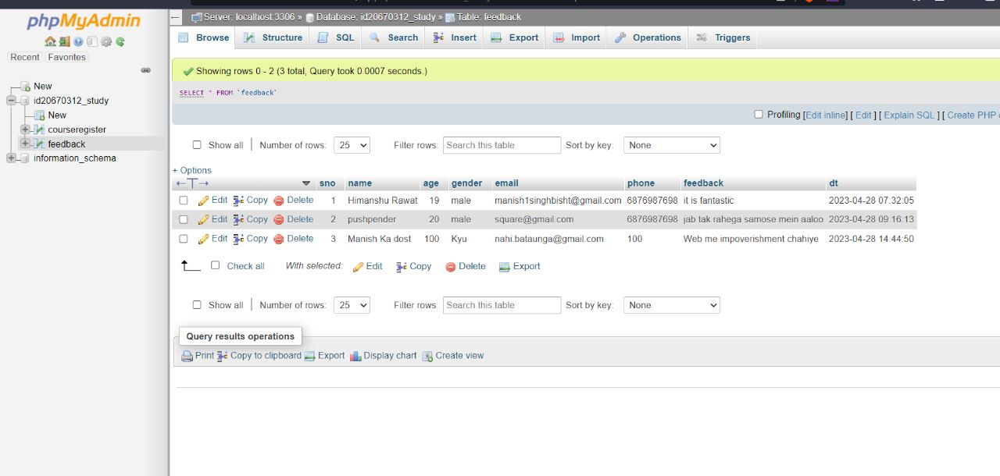 phpMyAdmin
Recent Favorites
New
id20670312_study
New
courseregister
feedback
information_schema
Server: localhost:3306 » Database: id20670312_study » Table: feedback
Browse Structure SQL Search Insert Export Import Operations Triggers
Showing rows 0 - 2 (3 total, Query took 0.0007 seconds.)
SELECT * FROM `feedback`
Profiling [Edit inline] [ Edit ] [ Explain SQL ] [ Create PHP
Show all | Number of rows: 25 Filter rows: Search this table Sort by key: None
+ Options
←T→ sno name age gender email phone feedback dt
Edit Copy Delete 1 Himanshu Rawat 19 male manish1singhbisht@gmail.com 6876987698 it is fantastic 2023-04-28 07:32:05
Edit Copy Delete 2 pushpender 20 male square@gmail.com 6876987698 jab tak rahega samose mein aaloo 2023-04-28 09:16:13
Edit Copy Delete 3 Manish Ka dost 100 Kyu nahi.bataunga@gmail.com 100 Web me impoverishment chahiye 2023-04-28 14:44:50
Check all With selected: Edit Copy Delete Export
Show all | Number of rows: 25 Filter rows: Search this table Sort by key: None
Query results operations
Print Copy to clipboard Export Display chart Create view